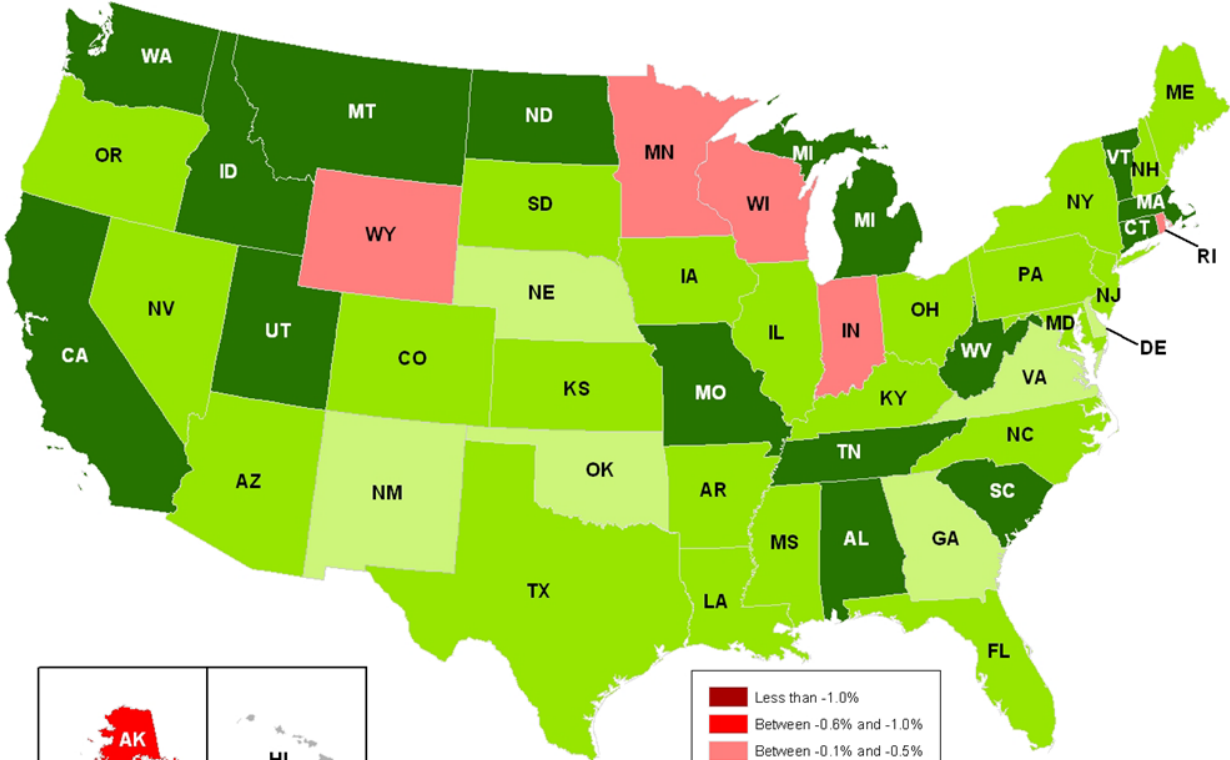 WA
MT
ND
MN
ME
OR
ID
SD
WI
MI
MI
VT
NH
NY
MA
CT
RI
WY
IA
PA
NE
NJ
NV
UT
CO
IL
IN
OH
MD
DE
CA
KS
MO
WV
VA
KY
NC
AZ
NM
OK
AR
TN
SC
MS
AL
GA
TX
LA
FL
AK
HI
Less than -1.0%
Between -0.6% and -1.0%
Between -0.1% and -0.5%